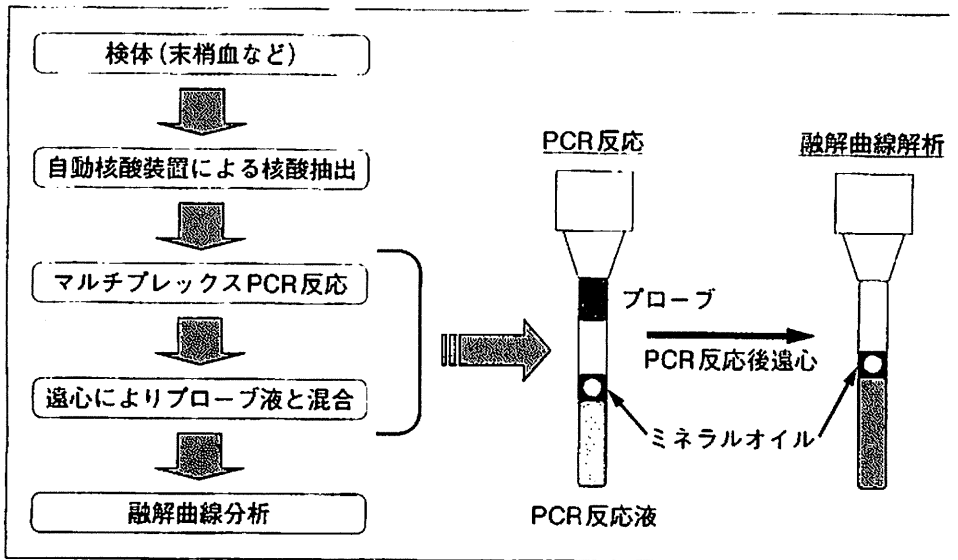 検体(末梢血など)
自動核酸装置による核酸抽出
マルチプレックスPCR反応
遠心によりプローブ液と混合
融解曲線分析
PCR反応
融解曲線解析
プローブ
PCR反応後遠心
ミネラルオイル
PCR反応液